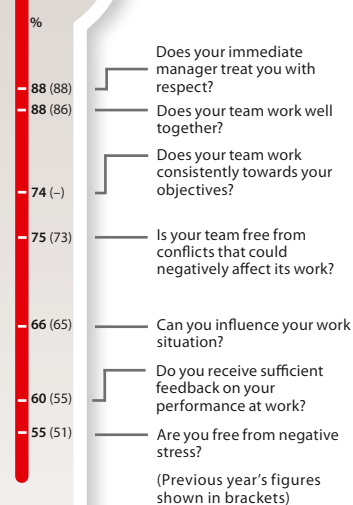 %
Does your immediate
manager treat you with
respect?
88 (88)
88 (86)
Does your team work well
together?
Does your team work
consistently towards your
objectives?
74 (–)
75 (73)
Is your team free from
conflicts that could
negatively affect its work?
66 (65)
Can you influence your work
situation?
Do you receive sufficient
feedback on your
performance at work?
60 (55)
55 (51)
Are you free from negative
stress?
(Previous year's figures
shown in brackets)